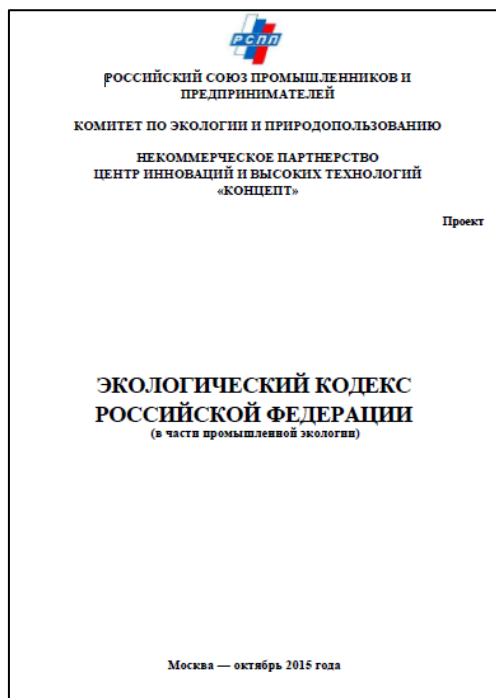 РСПП
РОССИЙСКИЙ СОЮЗ ПРОМЫШЛЕННИКОВ И
ПРЕДПРИНИМАТЕЛЕЙ
КОМИТЕТ ПО ЭКОЛОГИИ И ПРИРОДОПОЛЬЗОВАНИЮ
НЕКОММЕРЧЕСКОЕ ПАРТНЕРСТВО
ЦЕНТР ИННОВАЦИЙ И ВЫСОКИХ ТЕХНОЛОГИЙ
«КОНЦЕПТ»
Проект
ЭКОЛОГИЧЕСКИЙ КОДЕКС
РОССИЙСКОЙ ФЕДЕРАЦИИ
(в части промышленной экологии)
Москва — октябрь 2015 года